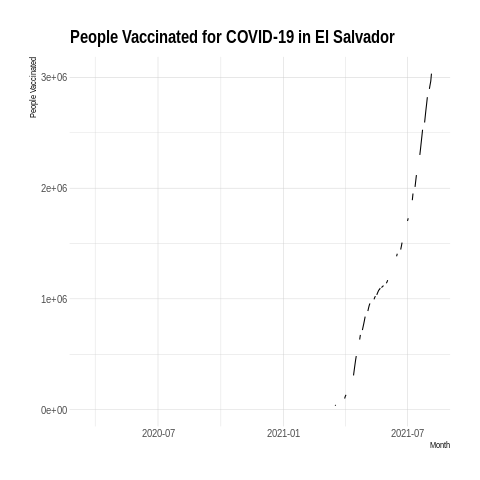 People Vaccinated for COVID-19 in El Salvador
People Vaccinated
3e+06
2e+06
1e+06
0e+00
2020-07 2021-01 2021-07
Month